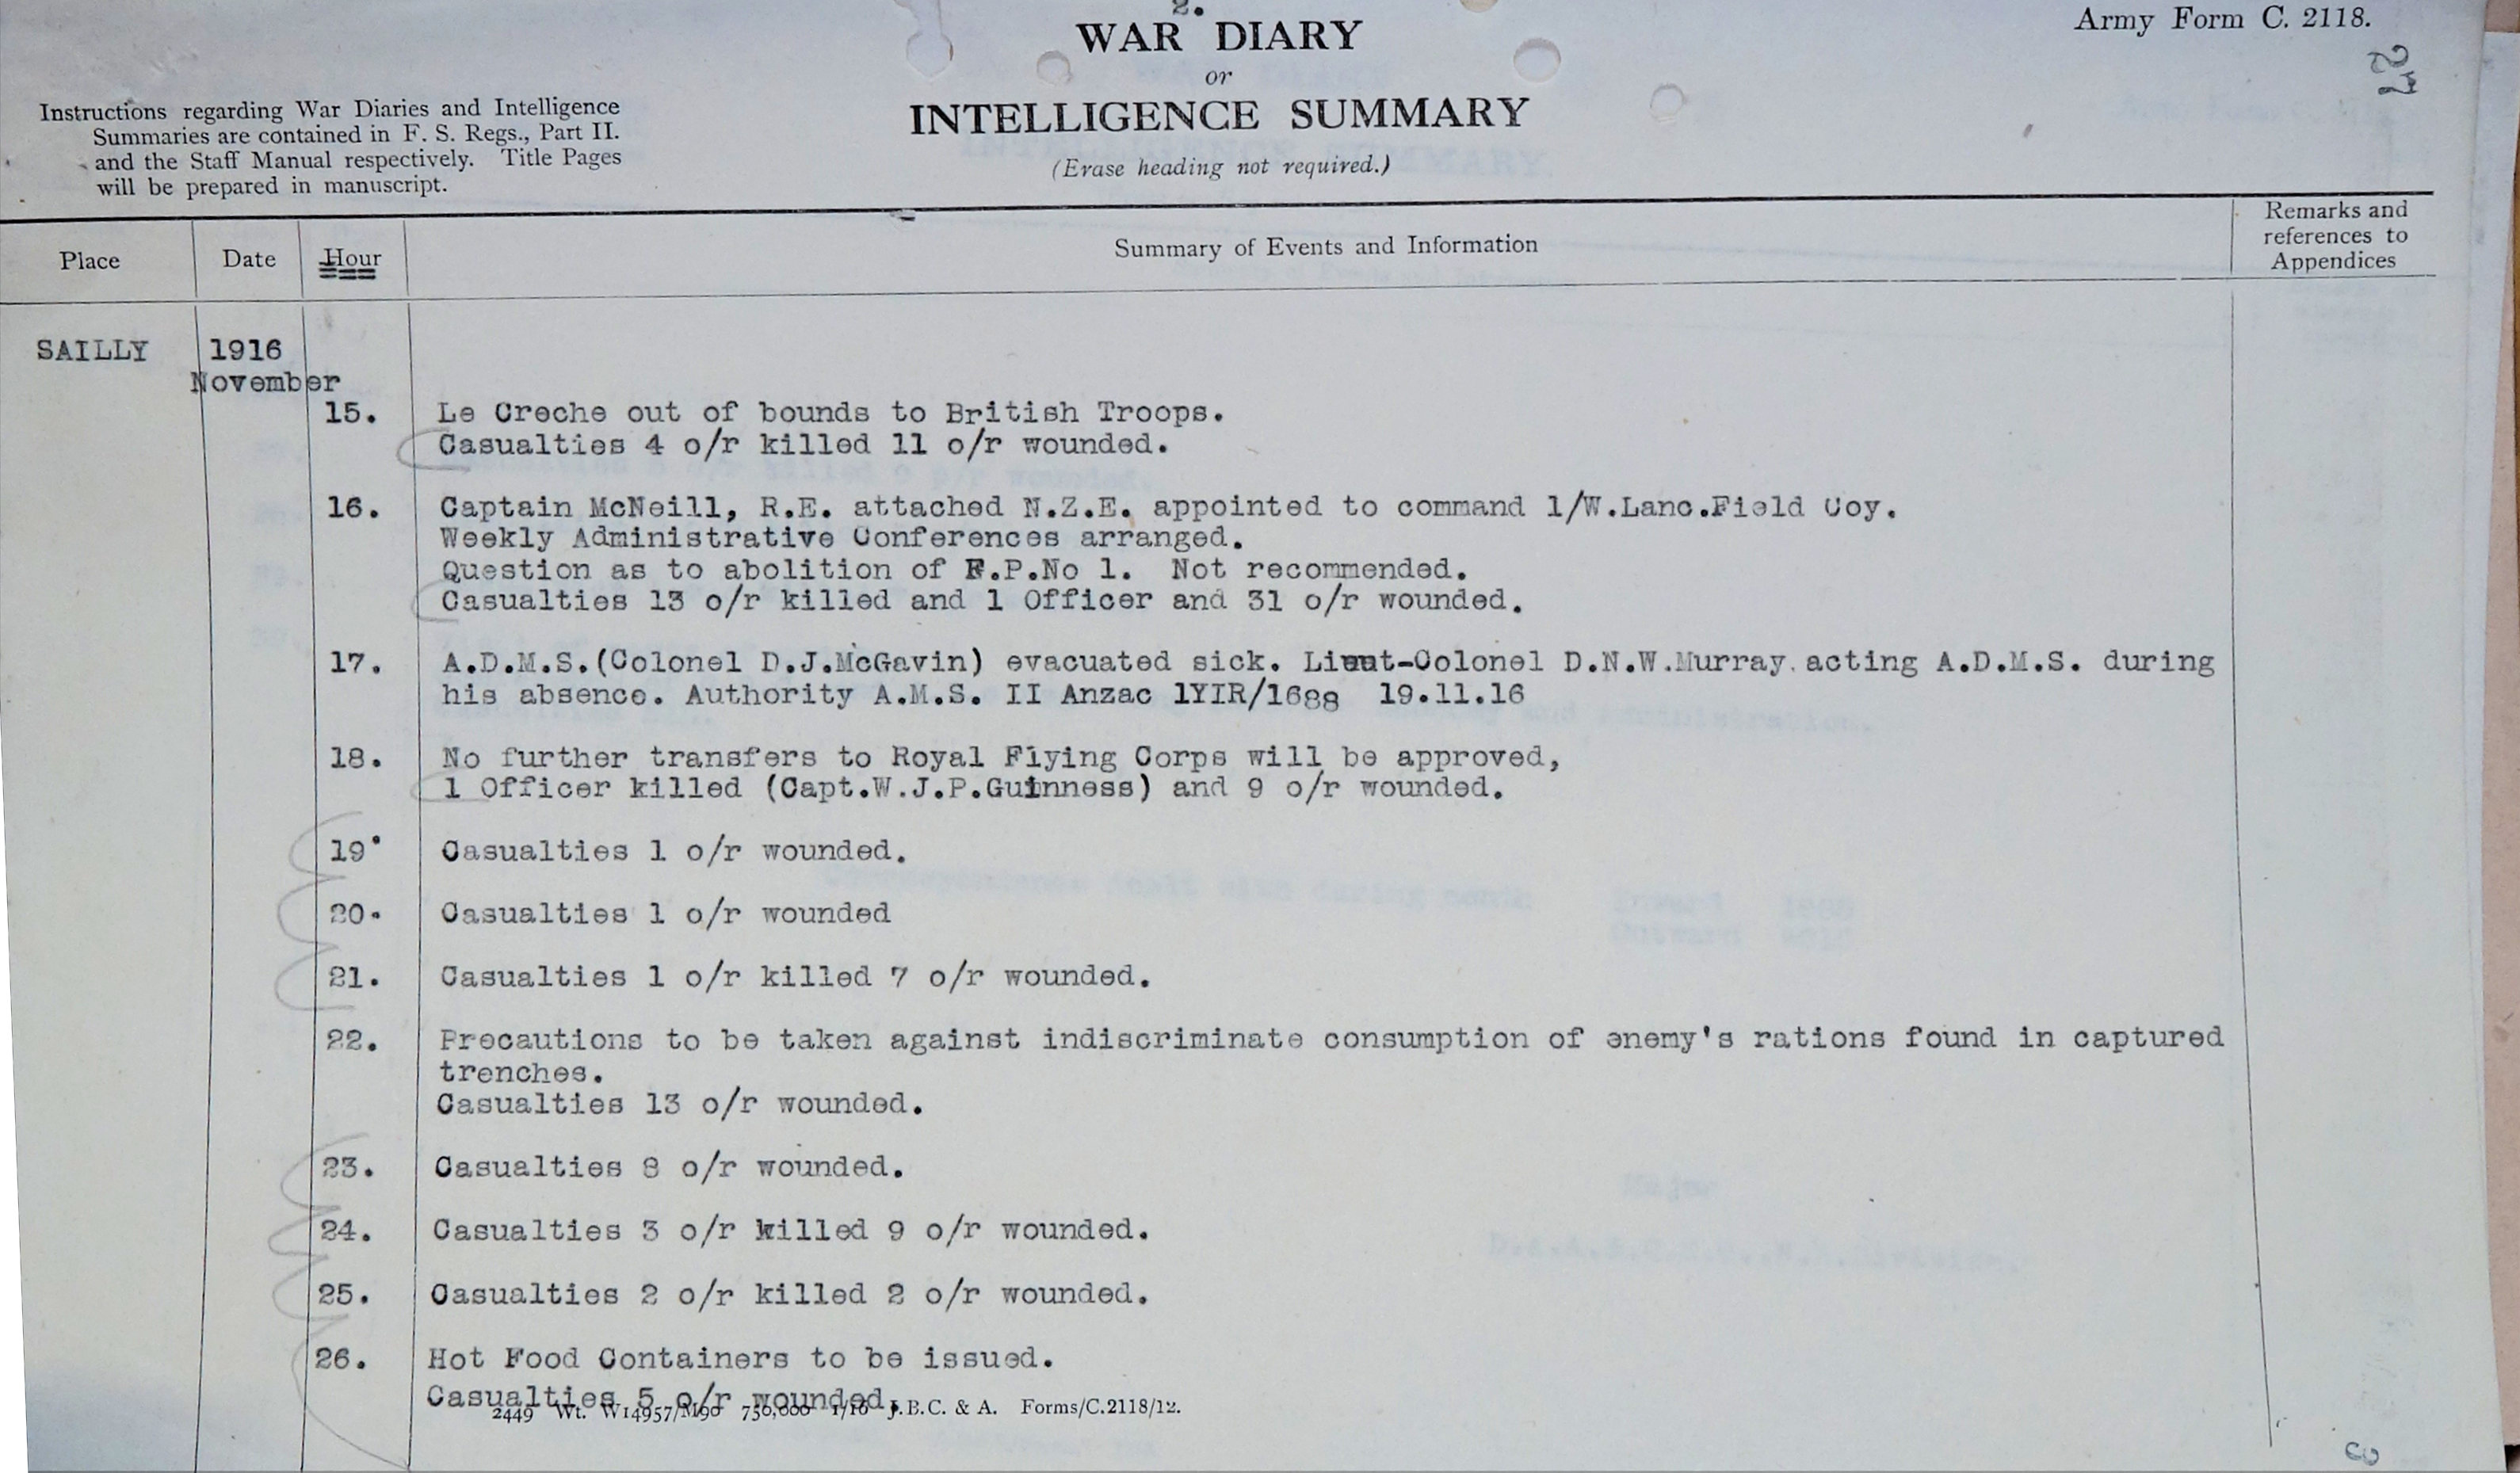 2.
WAR DIARY
or
INTELLIGENCE SUMMARY
(Erase heading not required.)
Army Form C. 2118.
Instructions regarding War Diaries and Intelligence
Summaries are contained in F. S. Regs., Part II.
and the Staff Manual respectively. Title Pages
will be prepared in manuscript.
Place Date Hour Summary of Events and Information Remarks and
references to
Appendices
SAILLY 1916
November
15. Le Creche out of bounds to British Troops.
Casualties 4 o/r killed 11 o/r wounded.
16. Captain McNeill, R.E. attached N.Z.E. appointed to command 1/W.Lanc.Field Coy.
Weekly Administrative Conferences arranged.
Question as to abolition of F.P.No 1. Not recommended.
Casualties 13 o/r killed and 1 Officer and 31 o/r wounded.
17. A.D.M.S.(Colonel D.J.McGavin) evacuated sick. Lieut-Colonel D.N.W.Murray.acting A.D.M.S. during
his absence. Authority A.M.S. II Anzac 1YIR/1688 19.11.16
18. No further transfers to Royal Flying Corps will be approved,
1 Officer killed (Capt.W.J.P.Guinness) and 9 o/r wounded.
19. Casualties 1 o/r wounded.
20. Casualties 1 o/r wounded
21. Casualties 1 o/r killed 7 o/r wounded.
22. Precautions to be taken against indiscriminate consumption of enemy's rations found in captured
trenches.
Casualties 13 o/r wounded.
23. Casualties 8 o/r wounded.
24. Casualties 3 o/r killed 9 o/r wounded.
25. Casualties 2 o/r killed 2 o/r wounded.
26. Hot Food Containers to be issued.
Casualties 5 o/r wounded.
2449 Wt. W14957/M90 750,000 1/16 J.B.C. & A. Forms/C.2118/12.